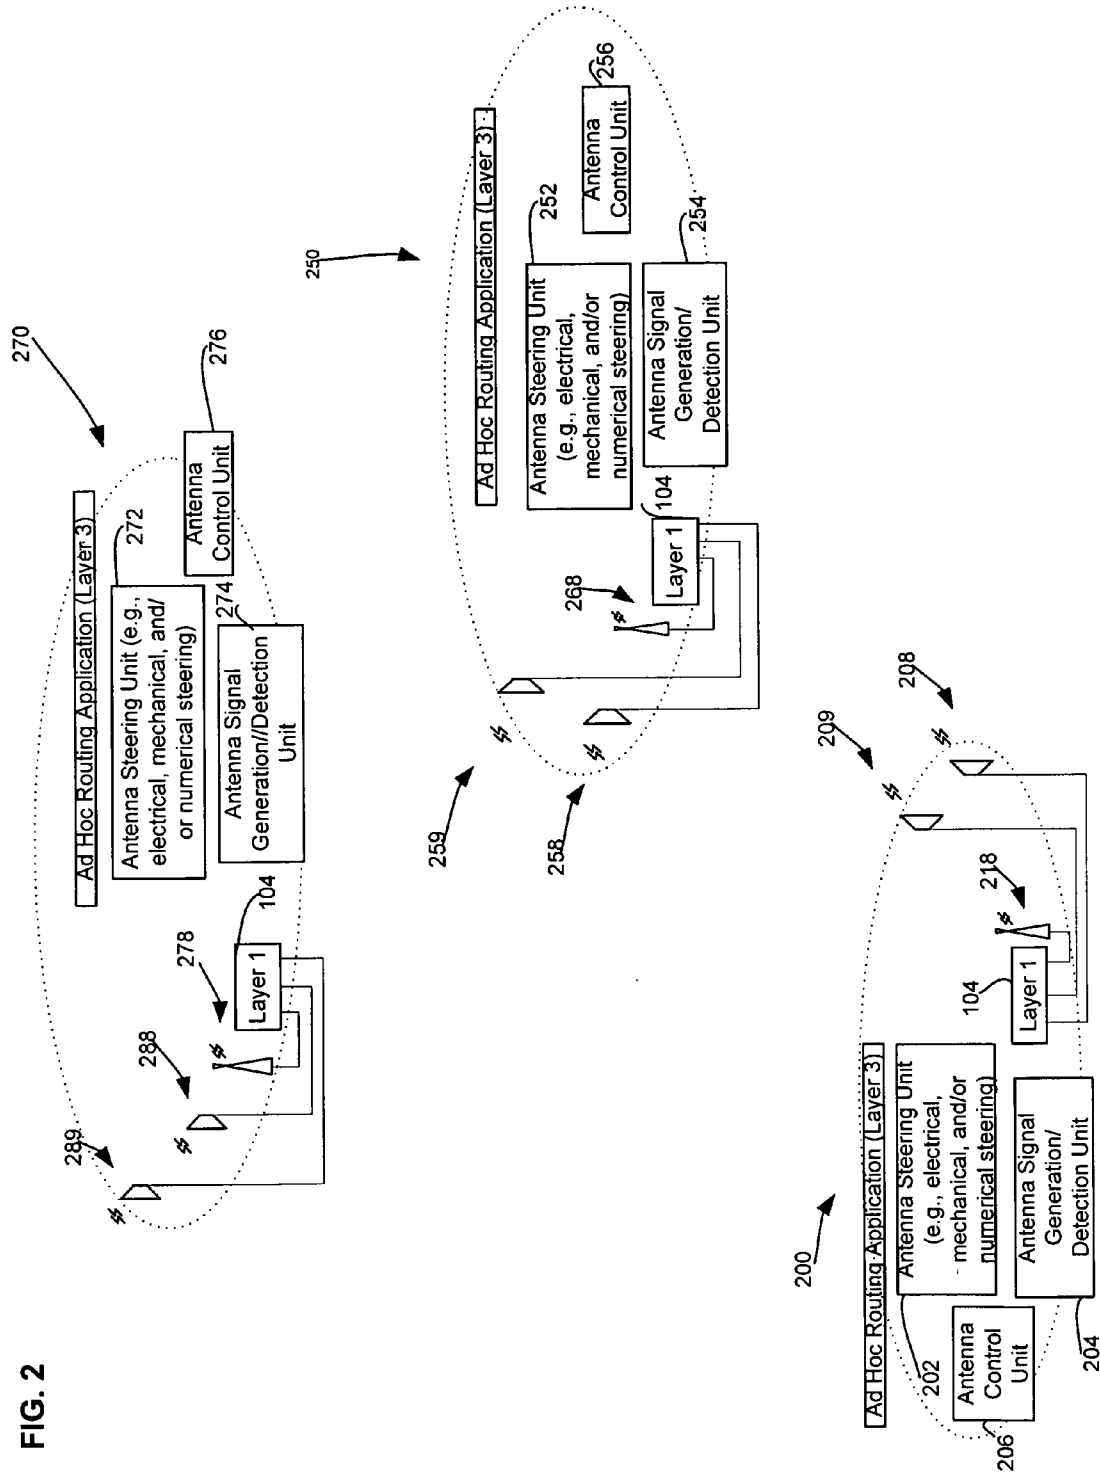 FIG. 2
270
Ad Hoc Routing Application (Layer 3)
272
Antenna Steering Unit (e.g.,
electrical, mechanical, and/
or numerical steering)
276
Antenna
Control Unit
274
Antenna Signal
Generation//Detection
Unit
104
Layer 1
278
288
289
250
Ad Hoc Routing Application (Layer 3)
252
Antenna Steering Unit
(e.g., electrical,
mechanical, and/or
numerical steering)
256
Antenna
Control Unit
254
Antenna Signal
Generation/
Detection Unit
104
Layer 1
268
259
258
200
Ad Hoc Routing Application (Layer 3)
202
Antenna Steering Unit
(e.g., electrical,
mechanical, and/or
numerical steering)
206
Antenna
Control
Unit
204
Antenna Signal
Generation/
Detection Unit
104
Layer 1
218
209
208